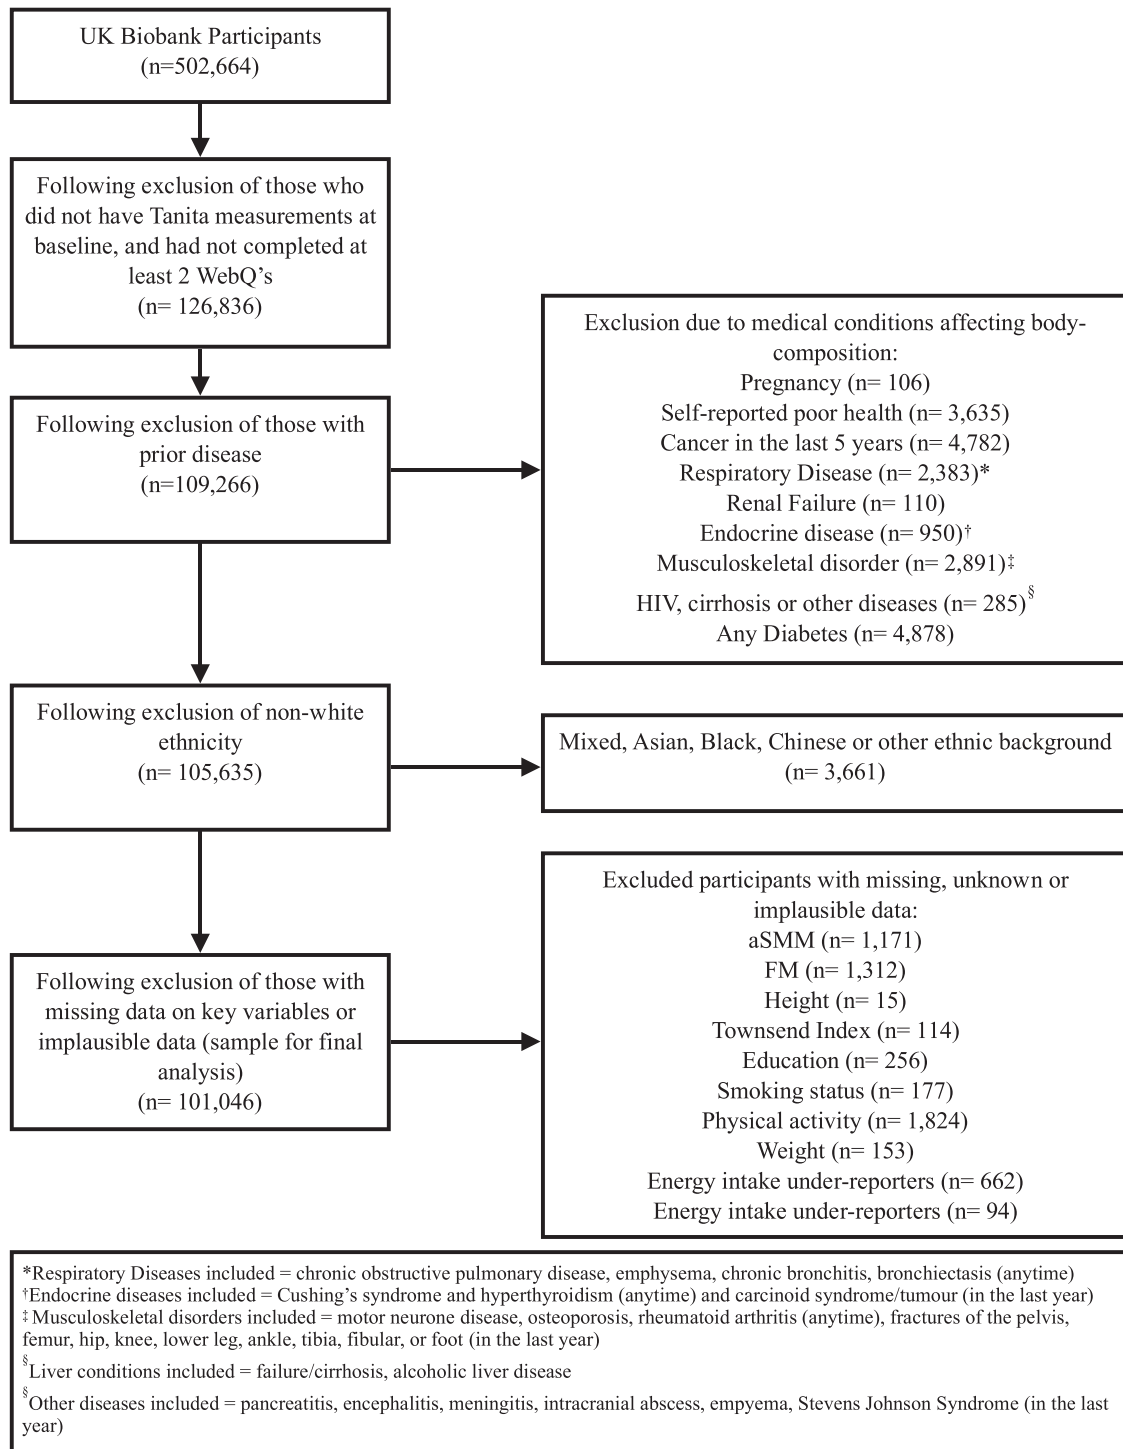 UK Biobank Participants
(n=502,664)
Following exclusion of those who
did not have Tanita measurements at
baseline, and had not completed at
least 2 WebQ’s
(n= 126,836)
Following exclusion of those with
prior disease
(n=109,266)
Exclusion due to medical conditions affecting body-
composition:
Pregnancy (n= 106)
Self-reported poor health (n= 3,635)
Cancer in the last 5 years (n= 4,782)
Respiratory Disease (n= 2,383)*
Renal Failure (n= 110)
Endocrine disease (n= 950)†
Musculoskeletal disorder (n= 2,891)‡
HIV, cirrhosis or other diseases (n= 285)§
Any Diabetes (n= 4,878)
Following exclusion of non-white
ethnicity
(n= 105,635)
Mixed, Asian, Black, Chinese or other ethnic background
(n= 3,661)
Following exclusion of those with
missing data on key variables or
implausible data (sample for final
analysis)
(n= 101,046)
Excluded participants with missing, unknown or
implausible data:
aSMM (n= 1,171)
FM (n= 1,312)
Height (n= 15)
Townsend Index (n= 114)
Education (n= 256)
Smoking status (n= 177)
Physical activity (n= 1,824)
Weight (n= 153)
Energy intake under-reporters (n= 662)
Energy intake under-reporters (n= 94)
*Respiratory Diseases included = chronic obstructive pulmonary disease, emphysema, chronic bronchitis, bronchiectasis (anytime)
†Endocrine diseases included = Cushing’s syndrome and hyperthyroidism (anytime) and carcinoid syndrome/tumour (in the last year)
‡Musculoskeletal disorders included = motor neurone disease, osteoporosis, rheumatoid arthritis (anytime), fractures of the pelvis,
femur, hip, knee, lower leg, ankle, tibia, fibular, or foot (in the last year)
§Liver conditions included = failure/cirrhosis, alcoholic liver disease
§Other diseases included = pancreatitis, encephalitis, meningitis, intracranial abscess, empyema, Stevens Johnson Syndrome (in the last
year)